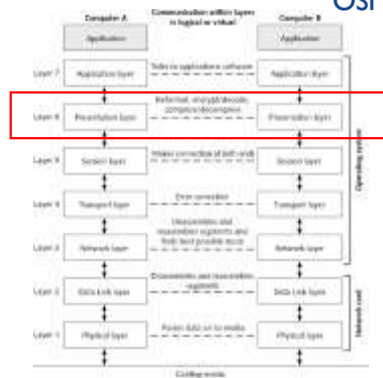 OSI
Computer A
Communication within layers
is logical or virtual
Computer B
Application
Application
Layer 7
Application layer
Talks to applications software
Application layer
Reformat, encrypt/decode,
compress/decompress
Layer 6
Presentation layer
Presentation layer
Layer 5
Session layer
Makes connection at both ends
Session layer
Layer 4
Transport layer
Error correction
Transport layer
Disassembles and
reassembles segments and
finds best possible route
Layer 3
Network layer
Network layer
Disassembles and reassembles
segments
Layer 2
Data Link layer
Data Link layer
Layer 1
Physical layer
Passes data on to media
Physical layer
Cabling media
Operating system
Network card